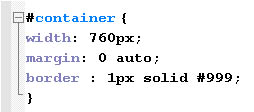 #container {
width: 760px;
margin: 0 auto;
border : 1px solid #999;
}